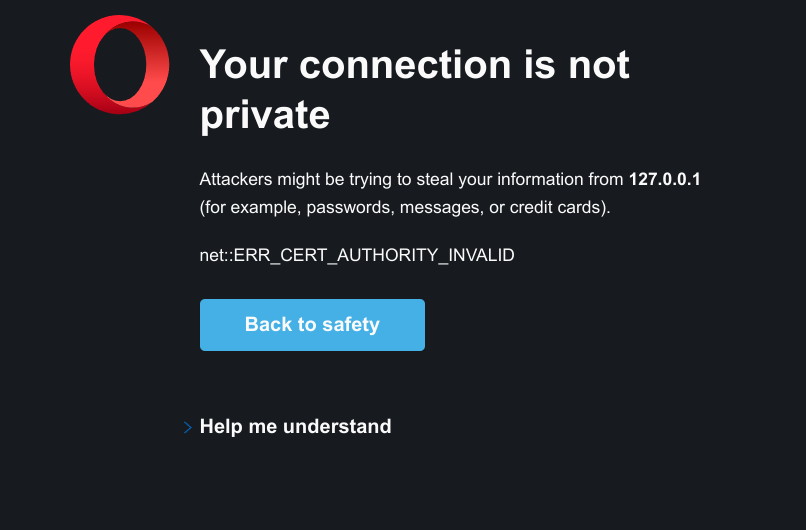 Your connection is not
private
Attackers might be trying to steal your information from 127.0.0.1
(for example, passwords, messages, or credit cards).
net::ERR_CERT_AUTHORITY_INVALID
Back to safety
Help me understand